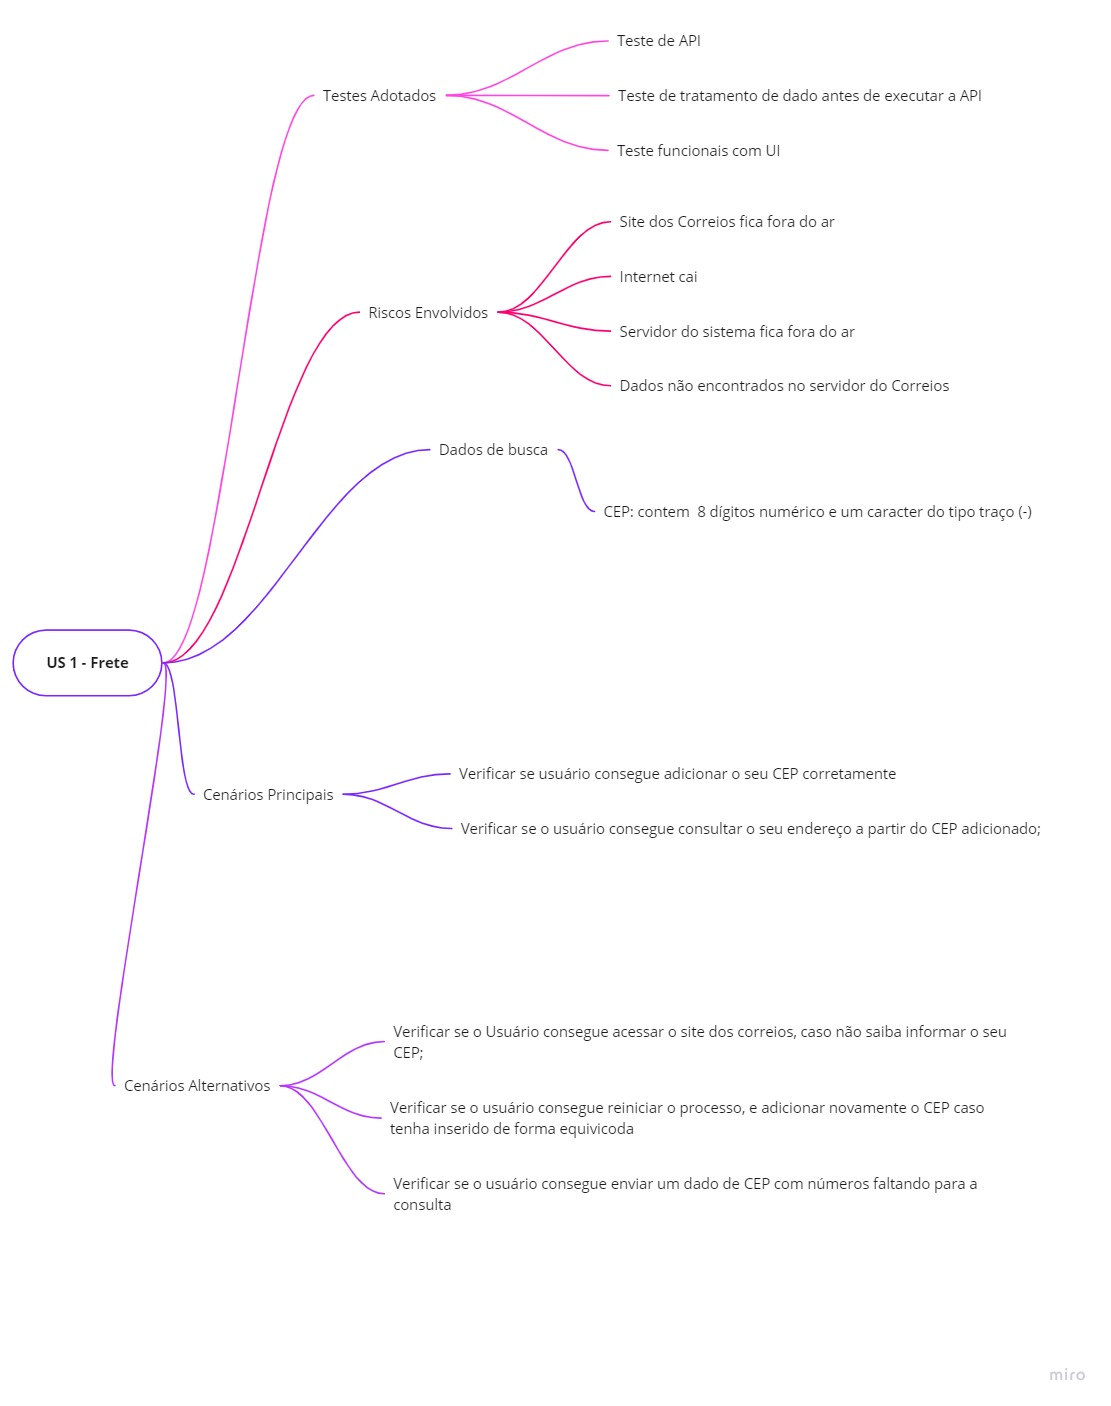 Teste de API
Testes Adotados
Teste de tratamento de dado antes de executar a API
Teste funcionais com UI
Site dos Correios fica fora do ar
Internet cai
Riscos Envolvidos
Servidor do sistema fica fora do ar
Dados não encontrados no servidor do Correios
Dados de busca
CEP: contem  8 dígitos numérico e um caracter do tipo traço (-)
US 1 - Frete
Verificar se usuário consegue adicionar o seu CEP corretamente
Cenários Principais
Verificar se o usuário consegue consultar o seu endereço a partir do CEP adicionado;
Verificar se o Usuário consegue acessar o site dos correios, caso não saiba informar o seu
CEP;
Cenários Alternativos
Verificar se o usuário consegue reiniciar o processo, e adicionar novamente o CEP caso
tenha inserido de forma equivicoda
Verificar se o usuário consegue enviar um dado de CEP com números faltando para a
consulta
miro